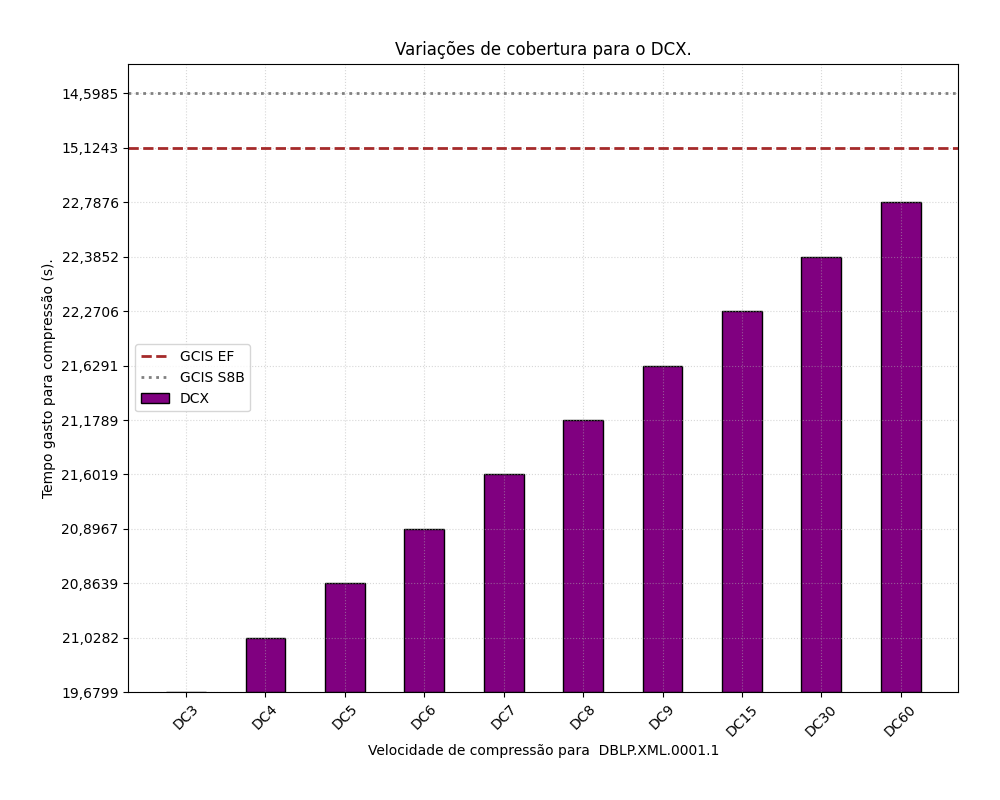 Variações de cobertura para o DCX.
Tempo gasto para compressão (s).
14,5985
15,1243
22,7876
22,3852
22,2706
21,6291
21,1789
21,6019
20,8967
20,8639
21,0282
19,6799
GCIS EF
GCIS S8B
DCX
DC3 DC4 DC5 DC6 DC7 DC8 DC9 DC15 DC30 DC60
Velocidade de compressão para  DBLP.XML.0001.1